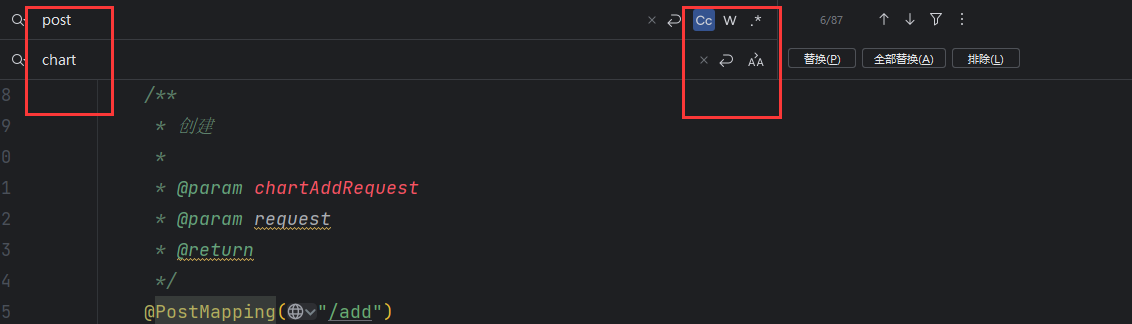 post × Cc W .* 6/87
chart × 替换(P) 全部替换(A) 排除(L)
8 /**
9 * 创建
0 *
1 * @param chartAddRequest
2 * @param request
3 * @return
4 */
5 @PostMapping("/add")